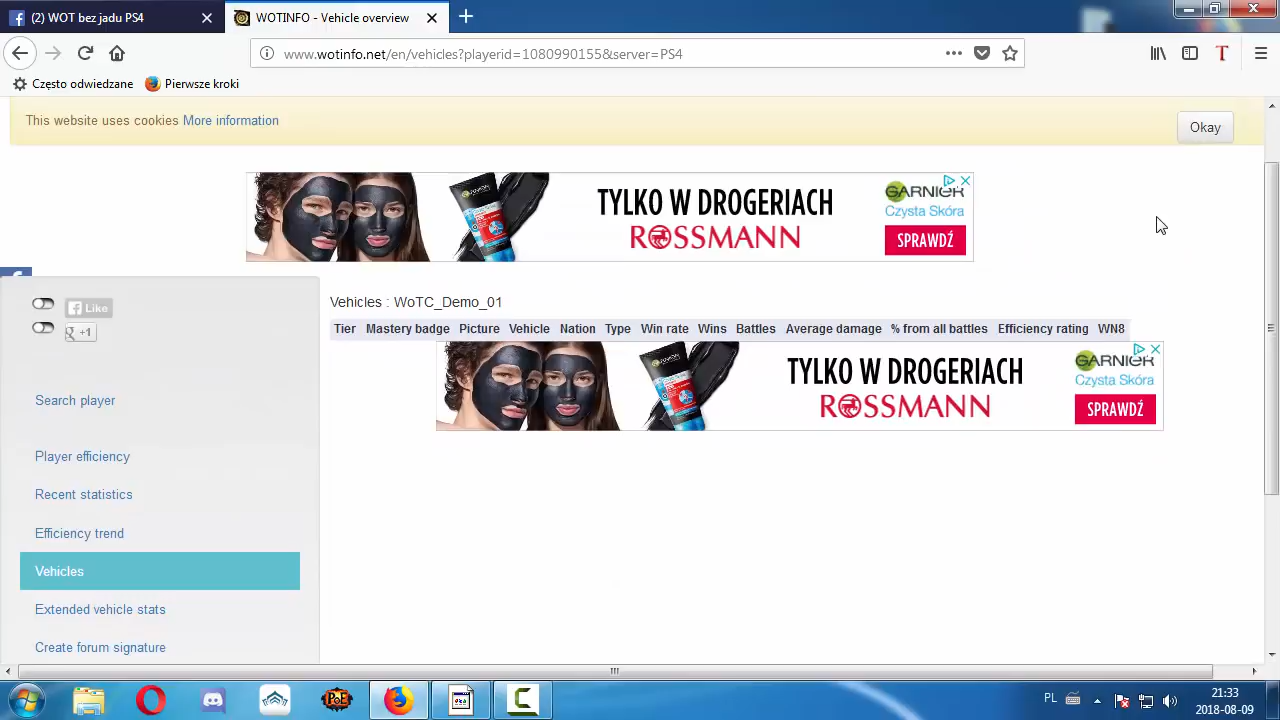 (2) WOT bez jadu PS4
WOTINFO - Vehicle overview
www.wotinfo.net/en/vehicles?playerid=1080990155&server=PS4
Często odwiedzane
Pierwsze kroki
This website uses cookies More information
Okay
TYLKO W DROGERIACH
ROSSMANN
GARNIER
Czysta Skóra
SPRAWDŹ
Like
+1
Vehicles : WoTC_Demo_01
Tier Mastery badge Picture Vehicle Nation Type Win rate Wins Battles Average damage % from all battles Efficiency rating WN8
TYLKO W DROGERIACH
ROSSMANN
GARNIER
Czysta Skóra
SPRAWDŹ
Search player
Player efficiency
Recent statistics
Efficiency trend
Vehicles
Extended vehicle stats
Create forum signature
PoE
PL
21:33
2018-08-09